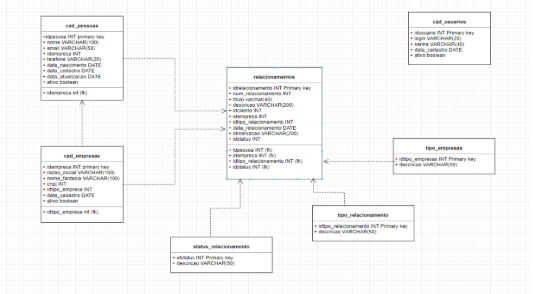 cad_pessoas
+idpessoa INT primary key
+ nome VARCHAR(100)
+ email VARCHAR(50)
+ idempresa INT
+ telefone VARCHAR(20)
+ data_nascimento DATE
+ data_cadastro DATE
+ data_atualizacao DATE
+ ativo boolean
+ idempresa int (fk)
cad_usuarios
+ idusuario INT Primary key
+ login VARCHAR(20)
+ senha VARCHAR(40)
+ data_cadastro DATE
+ ativo boolean
relacionamentos
+ idrelacionamento INT Primary key
+ num_relacionamento INT
+ titulo varchar(40)
+ descricao VARCHAR(200)
+ idcliente INT
+ idempresa INT
+ idtipo_relacionamento INT
+ data_relacionamento DATE
+ observacao VARCHAR(200)
+ idstatus INT
+ idpessoa INT (fk)
+ idempresa INT (fk)
+ idtipo_relacionamento INT (fk)
+ idstatus INT (fk)
cad_empresas
+ idempresa INT primary key
+ razao_social VARCHAR(100)
+ nome_fantasia VARCHAR(100)
+ cnpj INT
+ idtipo_empresa INT
+ data_cadastro DATE
+ ativo boolean
+ idtipo_empresa int (fk)
tipo_empresas
+ idtipo_empresas INT Primary key
+ descricao VARCHAR(50)
tipo_relacionamento
+ idtipo_relacionamento INT Primary key
+ descricao VARCHAR(50)
status_relacionamento
+ idstatus INT Primary key
+ descricao VARCHAR(50)